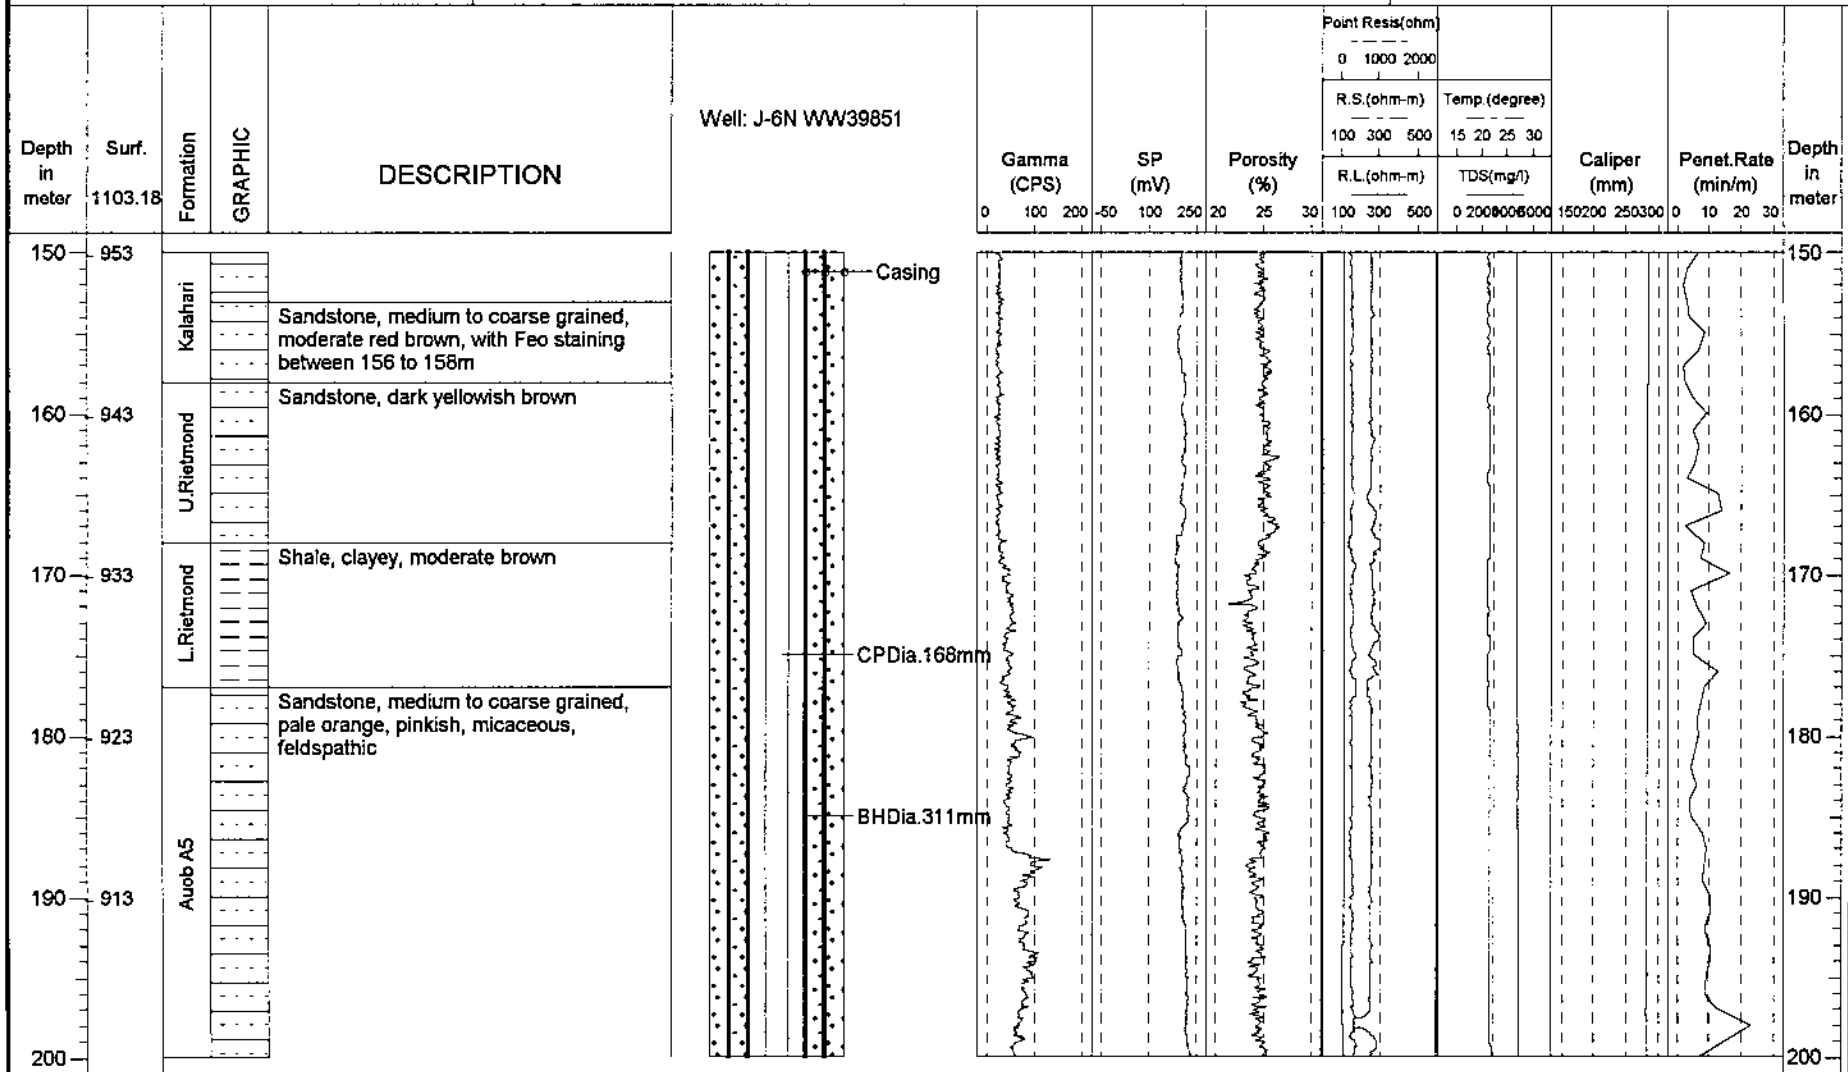 Point Resis(ohm)
0 1000 2000
R.S.(ohm-m) Temp.(degree)
100 300 500 15 20 25 30
Well: J-6N WW39851
Depth in meter
Surf.
1103.18
Formation
GRAPHIC
DESCRIPTION
Gamma (CPS)
SP (mV)
Porosity (%)
R.L.(ohm-m)
TDS(mg/l)
Caliper (mm)
Penet.Rate (min/m)
Depth in meter
0 100 200
-50 100 250
20 25 30
100 300 500
0 2000
150 200 250 300
0 10 20 30
150 953 150
Casing
Kalahari
Sandstone, medium to coarse grained,
moderate red brown, with Feo staining
between 156 to 158m
Sandstone, dark yellowish brown
160 943 160
U.Rietmond
Shale, clayey, moderate brown
170 933 170
L.Rietmond
CPDia.168mm
Sandstone, medium to coarse grained,
pale orange, pinkish, micaceous,
feldspathic
180 923 180
BHDia.311mm
Auob A5
190 913 190
200 200